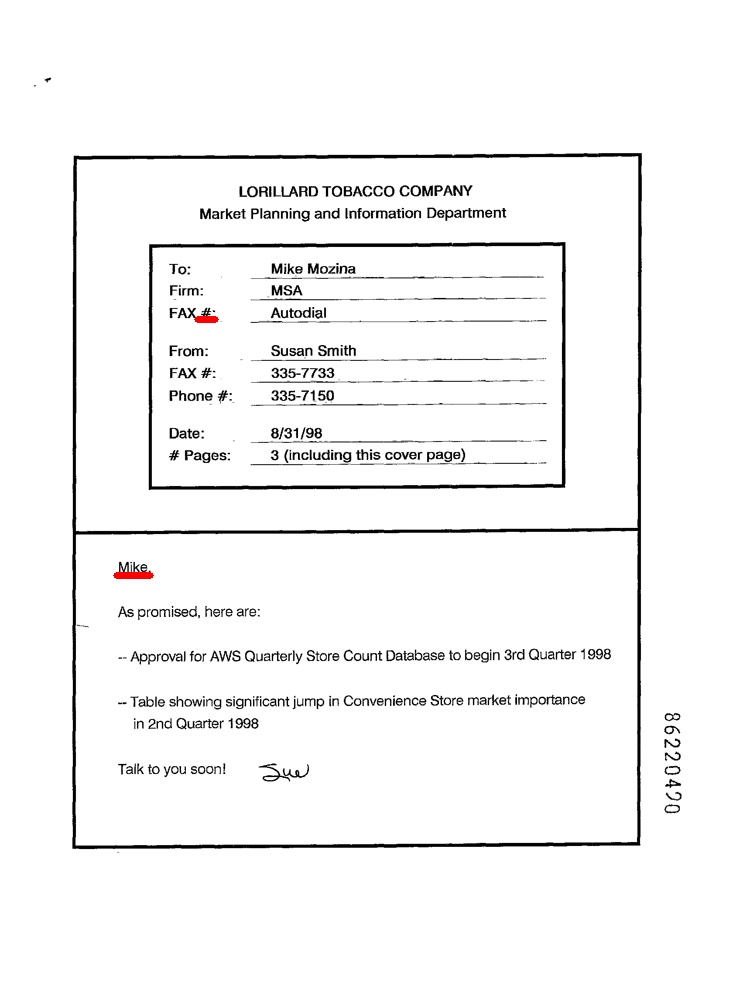 LORILLARD TOBACCO COMPANY
Market Planning and Information Department
To: Mike Mozina
Firm: MSA
FAX #: Autodial
From: Susan Smith
FAX #: 335-7733
Phone #: 335-7150
Date: 8/31/98
# Pages: 3 (including this cover page)
Mike,
As promised, here are:
-- Approval for AWS Quarterly Store Count Database to begin 3rd Quarter 1998
-- Table showing significant jump in Convenience Store market importance
in 2nd Quarter 1998
Talk to you soon! Sue
86220420